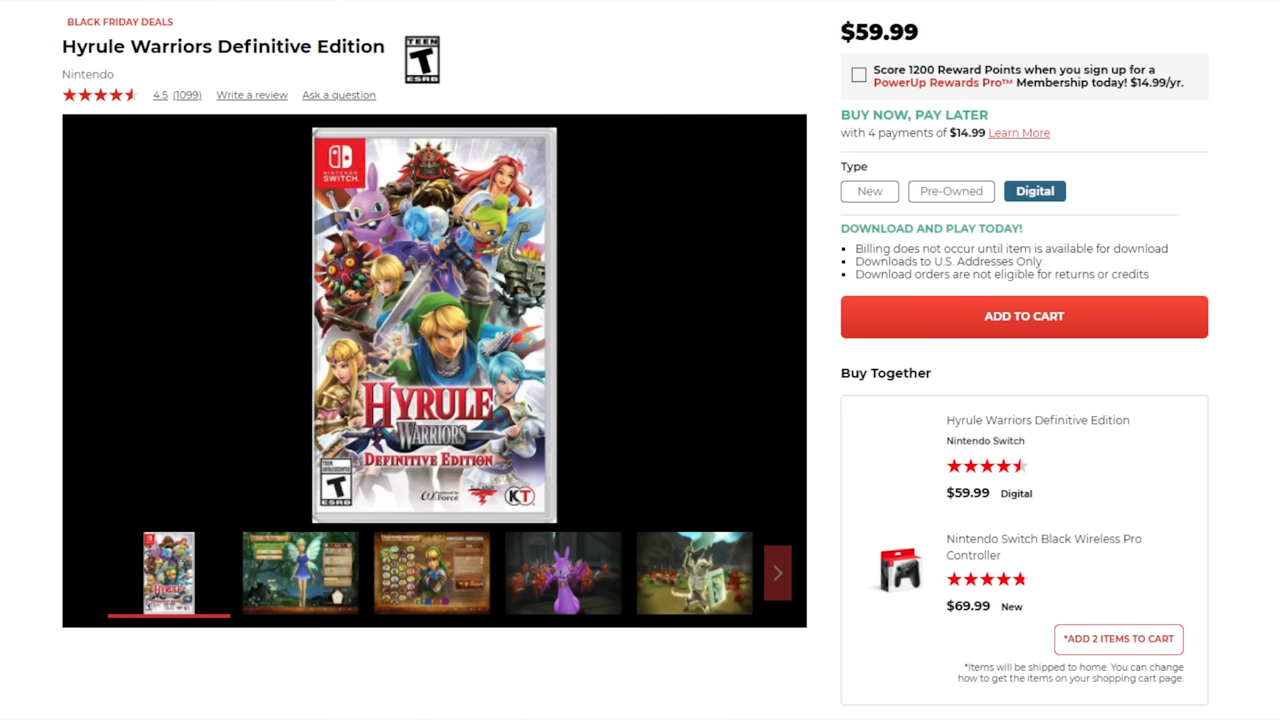 BLACK FRIDAY DEALS
Hyrule Warriors Definitive Edition
TEEN
T
ESRB
Nintendo
4.5 (1099) Write a review Ask a question
NINTENDO
SWITCH
HYRULE
WARRIORS
DEFINITIVE EDITION
T
ESRB
KT
$59.99
Score 1200 Reward Points when you sign up for a
PowerUp Rewards Pro™ Membership today! $14.99/yr.
BUY NOW, PAY LATER
with 4 payments of $14.99 Learn More
Type
New Pre-Owned Digital
DOWNLOAD AND PLAY TODAY!
• Billing does not occur until item is available for download
• Downloads to U.S. Addresses Only
• Download orders are not eligible for returns or credits
ADD TO CART
Buy Together
Hyrule Warriors Definitive Edition
Nintendo Switch
$59.99 Digital
Nintendo Switch Black Wireless Pro
Controller
$69.99 New
*ADD 2 ITEMS TO CART
*Items will be shipped to home. You can change
how to get the items on your shopping cart page.